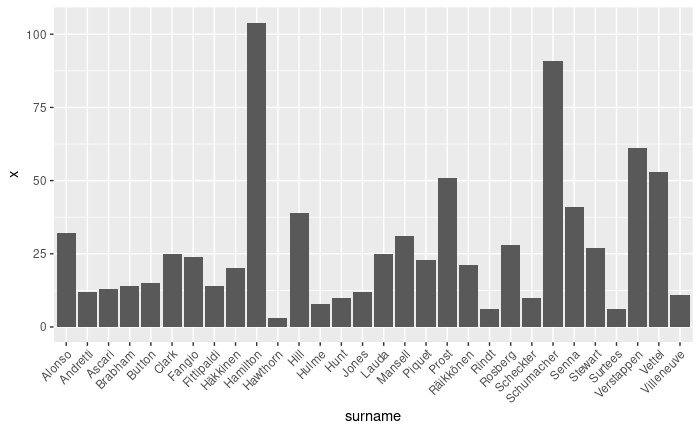 x
100
75
50
25
0
Alonso
Andretti
Ascari
Brabham
Button
Clark
Fangio
Fittipaldi
Häkkinen
Hamilton
Hawthorn
Hill
Hulme
Hunt
Jones
Lauda
Mansell
Piquet
Prost
Räikkönen
Rindt
Rosberg
Scheckter
Schumacher
Senna
Stewart
Surtees
Verstappen
Vettel
Villeneuve
surname